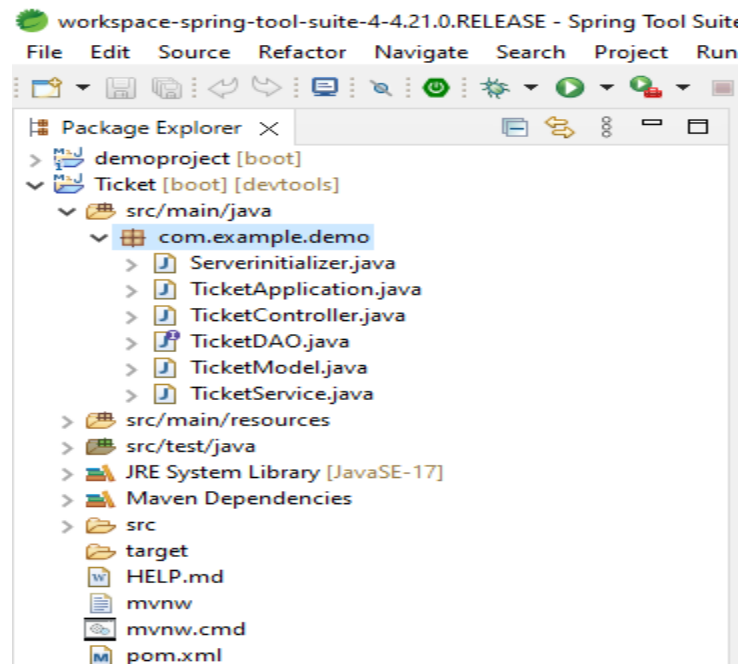 workspace-spring-tool-suite-4-4.21.0.RELEASE - Spring Tool Suite
File Edit Source Refactor Navigate Search Project Run
Package Explorer
demoproject [boot]
Ticket [boot] [devtools]
src/main/java
com.example.demo
Serverinitializer.java
TicketApplication.java
TicketController.java
TicketDAO.java
TicketModel.java
TicketService.java
src/main/resources
src/test/java
JRE System Library [JavaSE-17]
Maven Dependencies
src
target
HELP.md
mvnw
mvnw.cmd
pom.xml